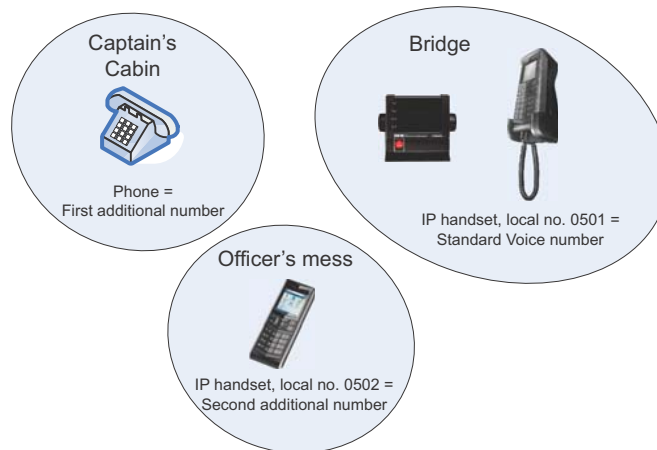 Captain's
Cabin
Phone =
First additional number
Bridge
IP handset, local no. 0501 =
Standard Voice number
Officer's mess
IP handset, local no. 0502 =
Second additional number